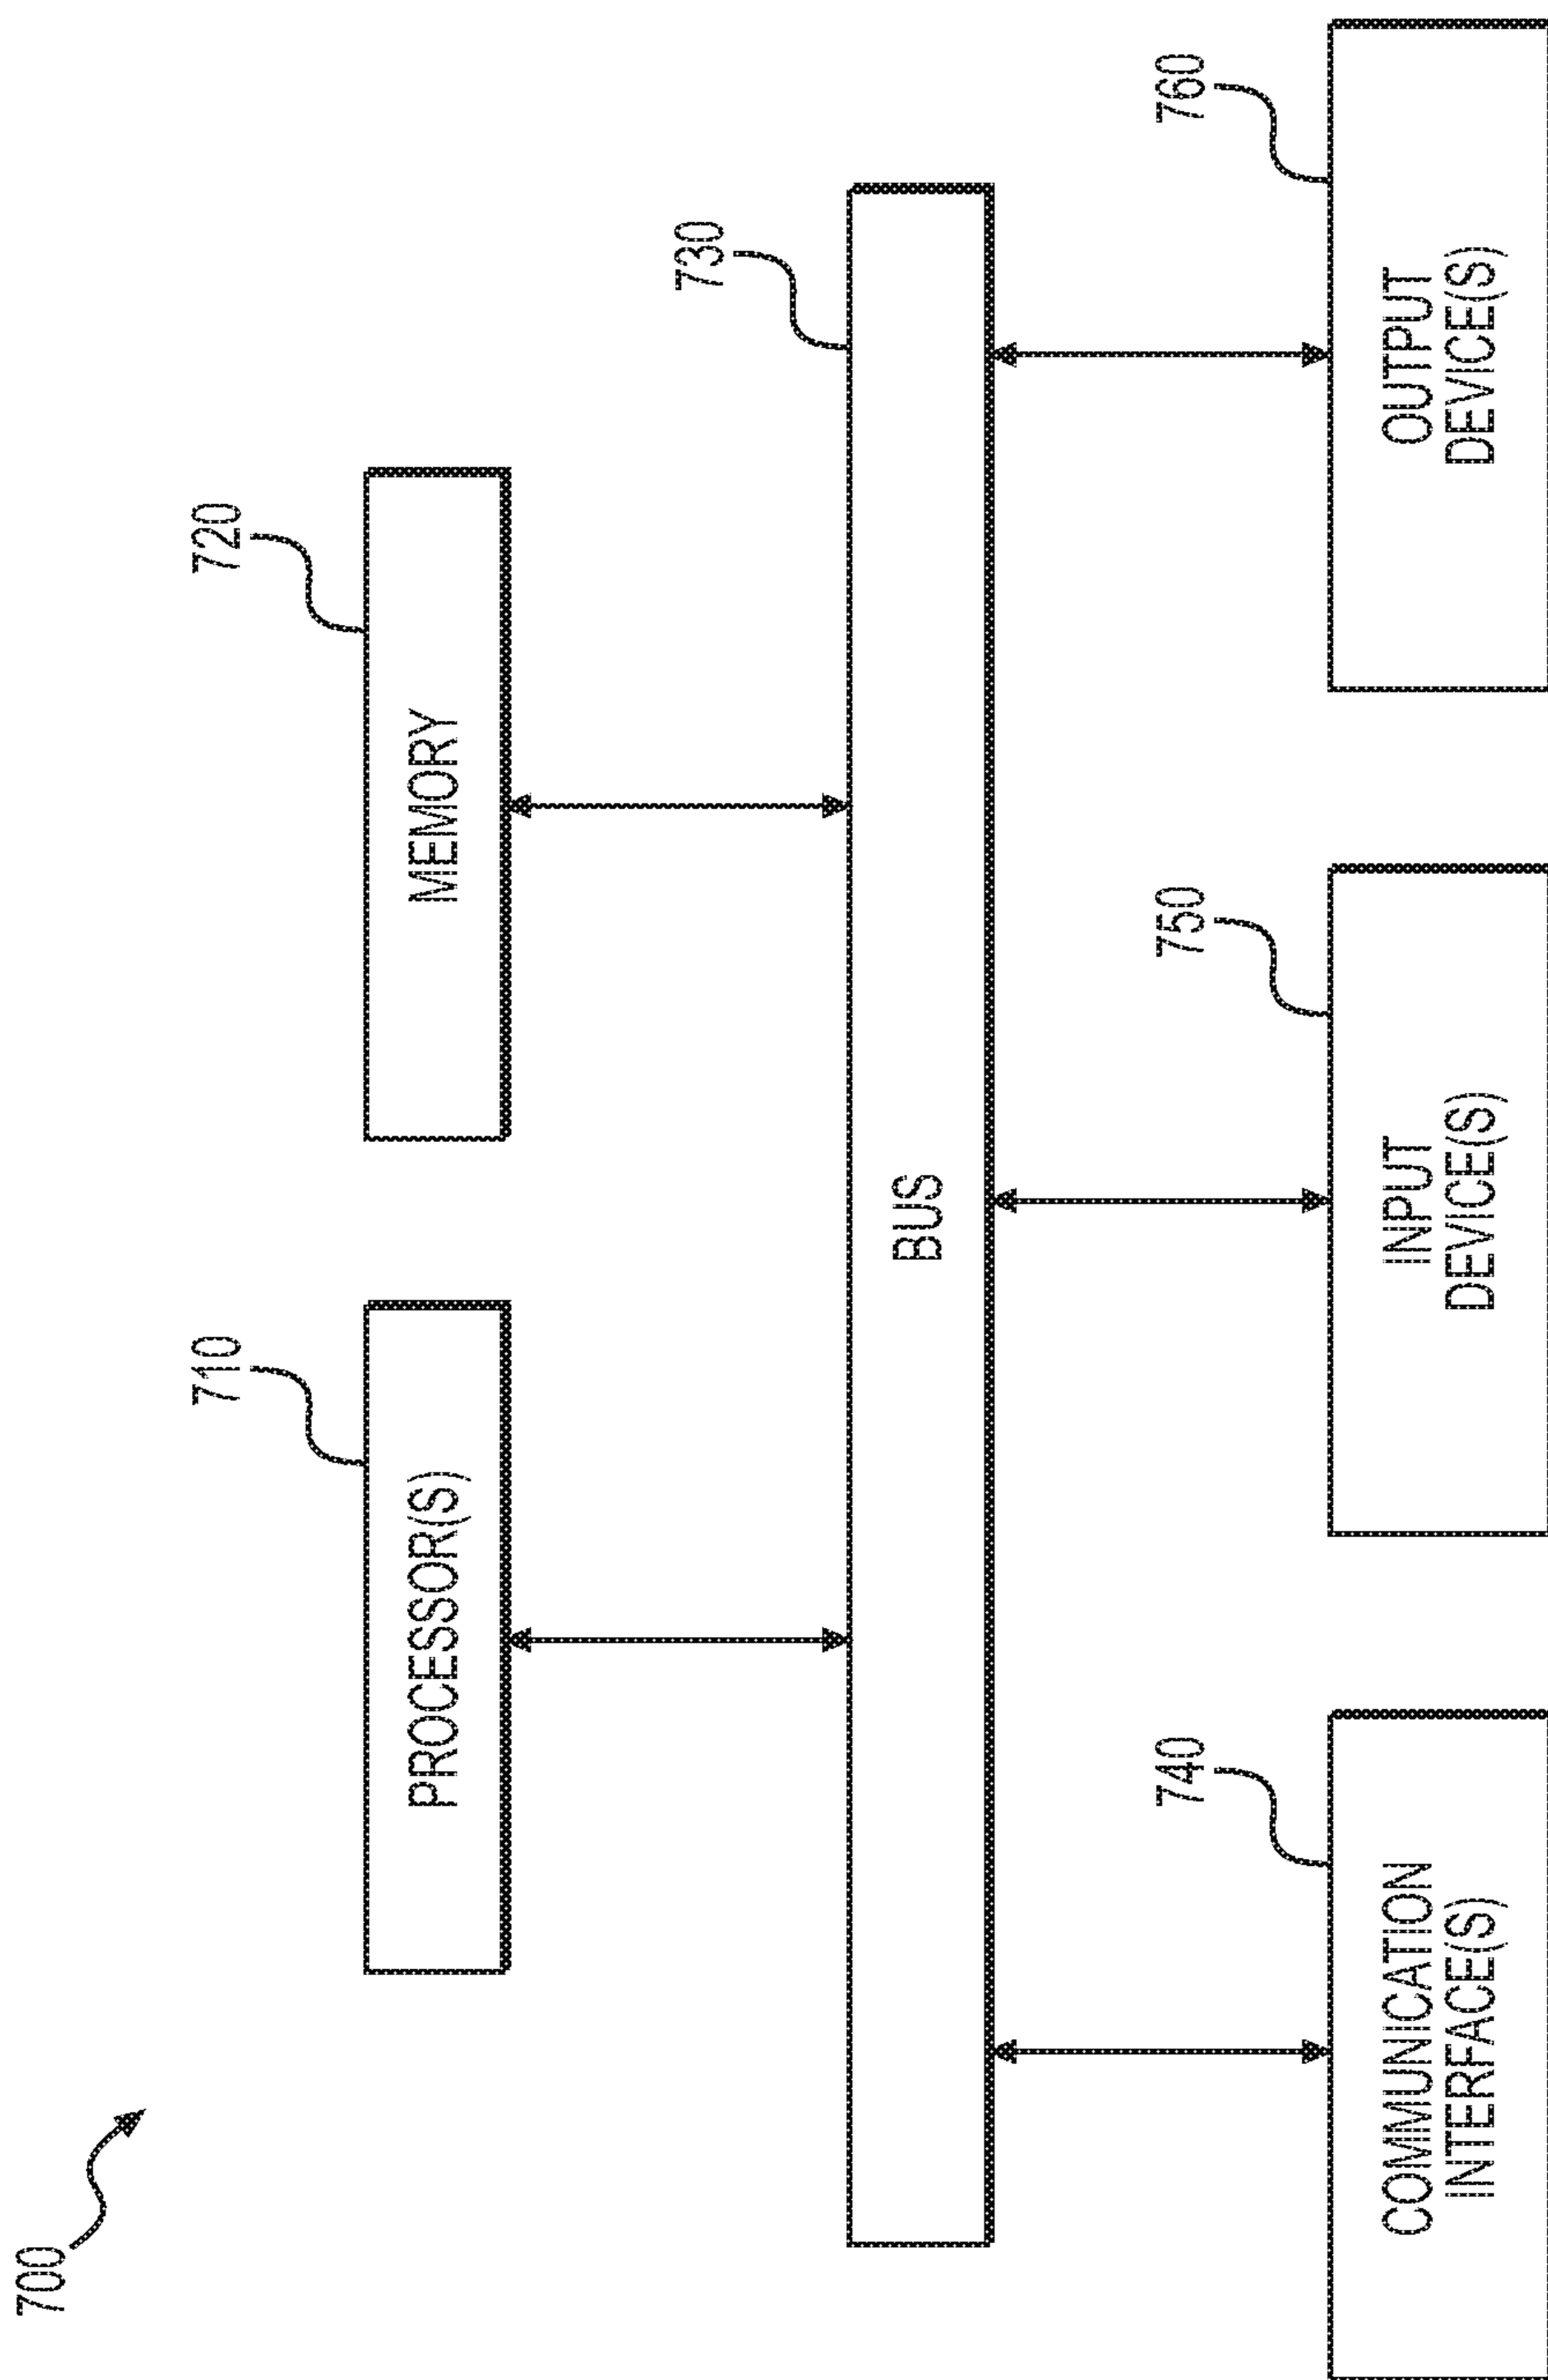 700
710
720
PROCESSOR(S)
MEMORY
730
BUS
740
750
760
COMMUNICATION
INTERFACE(S)
INPUT
DEVICE(S)
OUTPUT
DEVICE(S)